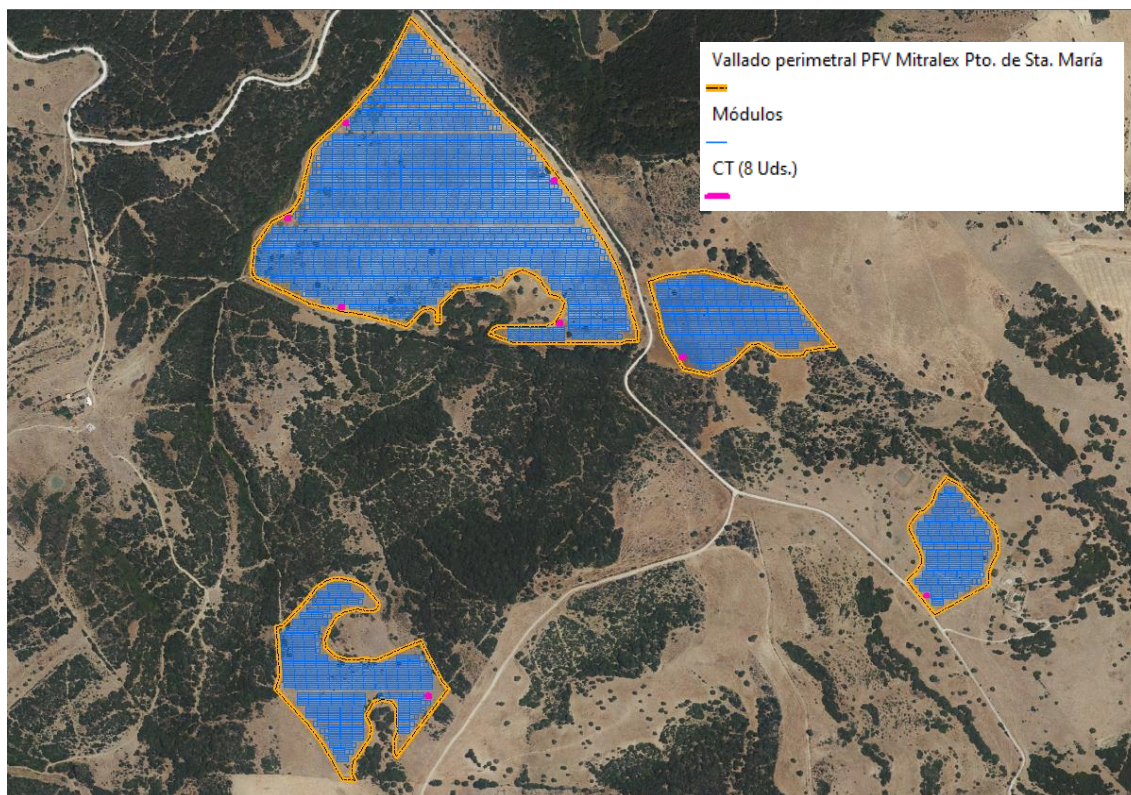 Vallado perimetral PFV Mitralex Pto. de Sta. María
Módulos
CT (8 Uds.)